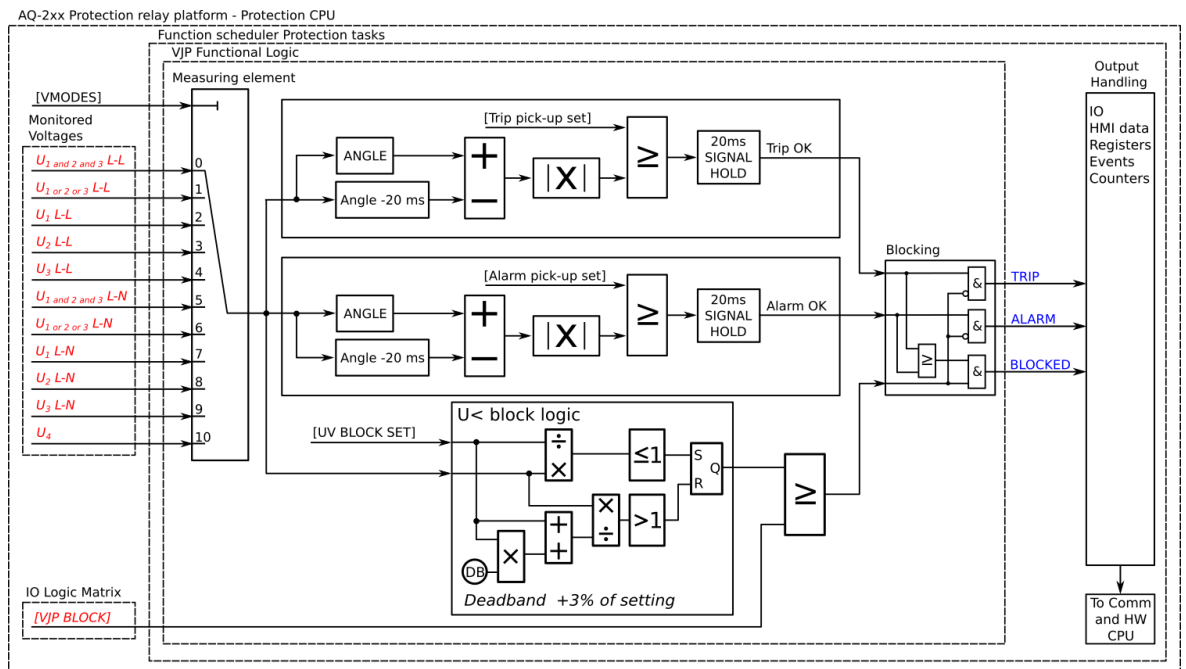 AQ-2xx Protection relay platform - Protection CPU
Function scheduler Protection tasks
VJP Functional Logic
Measuring element
[VMODES]
Monitored
Voltages
U1 and 2 and 3 L-L
U1 or 2 or 3 L-L
U1 L-L
U2 L-L
U3 L-L
U1 and 2 and 3 L-N
U1 or 2 or 3 L-N
U1 L-N
U2 L-N
U3 L-N
U4
0
1
2
3
4
5
6
7
8
9
10
[Trip pick-up set]
ANGLE
Angle -20 ms
+
−
|X|
≥
20ms
SIGNAL
HOLD
Trip OK
[Alarm pick-up set]
ANGLE
Angle -20 ms
+
−
|X|
≥
20ms
SIGNAL
HOLD
Alarm OK
U< block logic
[UV BLOCK SET]
÷
×
≤1
S
Q
R
×
÷
>1
+
+
×
DB
Deadband +3% of setting
≥
Blocking
&
&
≥
&
TRIP
ALARM
BLOCKED
Output
Handling
IO
HMI data
Registers
Events
Counters
To Comm
and HW
CPU
IO Logic Matrix
[VJP BLOCK]